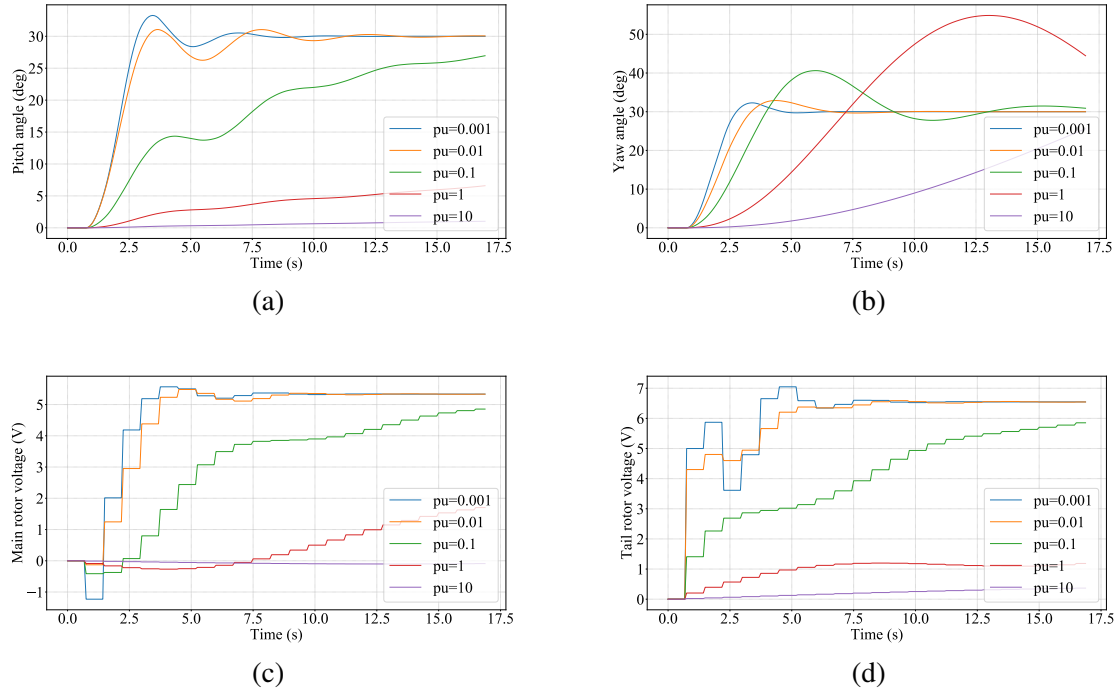 Pitch angle (deg)
30
25
20
15
10
5
0
0.0 2.5 5.0 7.5 10.0 12.5 15.0 17.5
Time (s)
pu=0.001
pu=0.01
pu=0.1
pu=1
pu=10
(a)
Yaw angle (deg)
50
40
30
20
10
0
0.0 2.5 5.0 7.5 10.0 12.5 15.0 17.5
Time (s)
pu=0.001
pu=0.01
pu=0.1
pu=1
pu=10
(b)
Main rotor voltage (V)
5
4
3
2
1
0
−1
0.0 2.5 5.0 7.5 10.0 12.5 15.0 17.5
Time (s)
pu=0.001
pu=0.01
pu=0.1
pu=1
pu=10
(c)
Tail rotor voltage (V)
7
6
5
4
3
2
1
0
0.0 2.5 5.0 7.5 10.0 12.5 15.0 17.5
Time (s)
pu=0.001
pu=0.01
pu=0.1
pu=1
pu=10
(d)